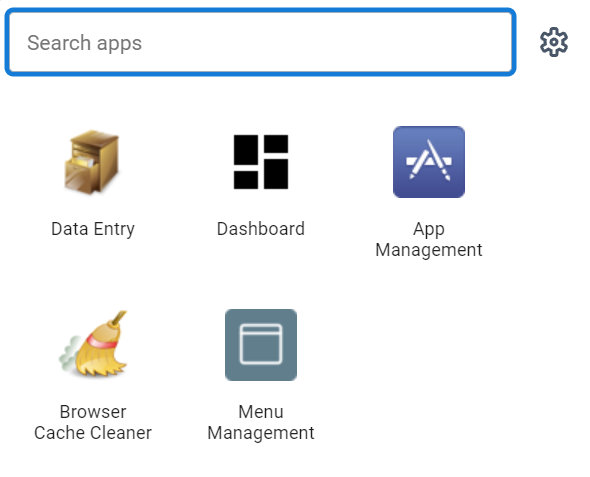 Search apps
Data Entry
Dashboard
App
Management
Browser
Cache Cleaner
Menu
Management